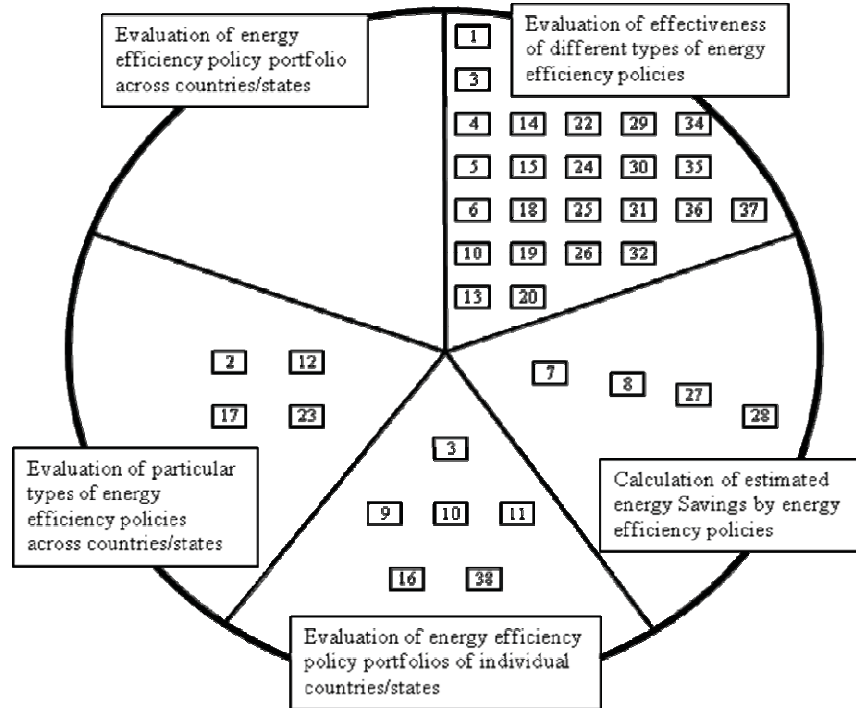 Evaluation of energy
efficiency policy portfolio
across countries/states
Evaluation of effectiveness
of different types of energy
efficiency policies
1
3
4 14 22 29 34
5 15 24 30 35
6 18 25 31 36 37
10 19 26 32
13 20
2 12
17 23
7 8 27 28
3
9 10 11
16 38
Evaluation of particular
types of energy
efficiency policies
across countries/states
Calculation of estimated
energy Savings by energy
efficiency policies
Evaluation of energy efficiency
policy portfolios of individual
countries/states